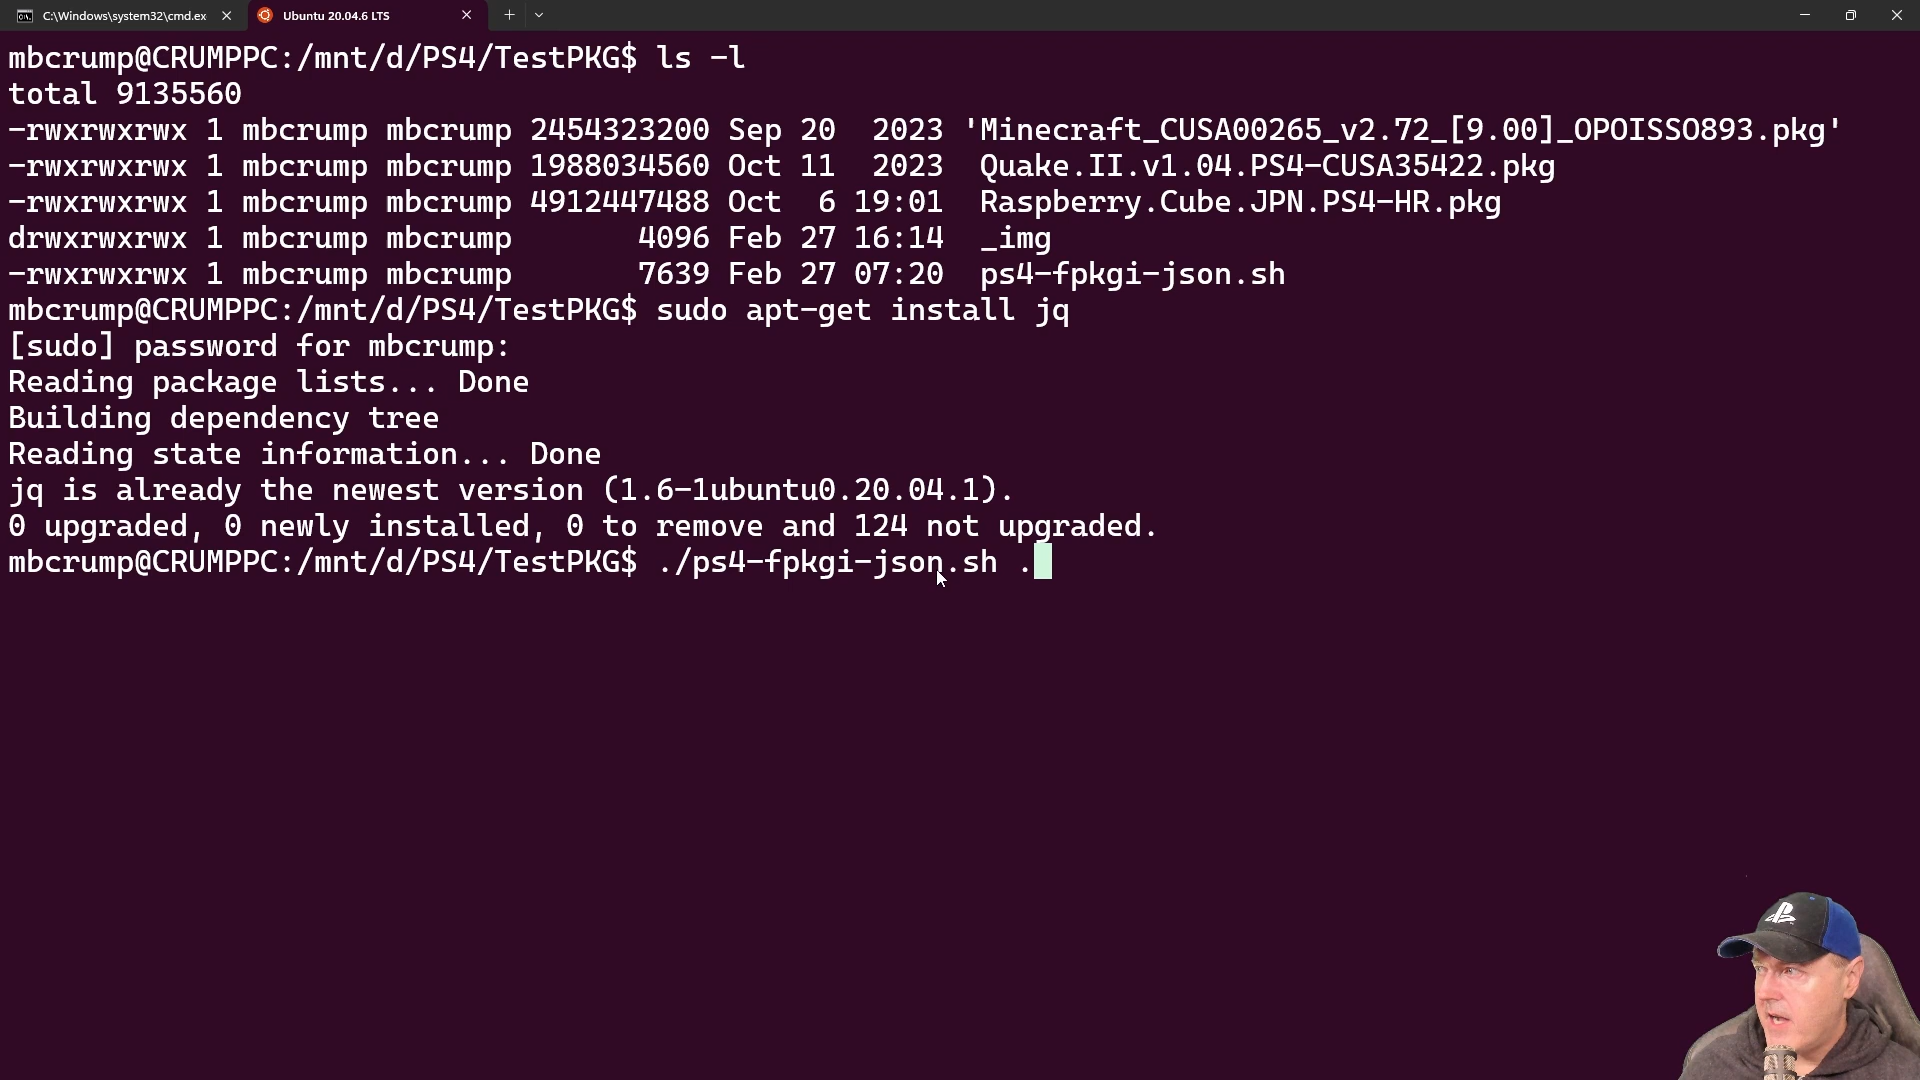 C:\Windows\system32\cmd.ex
Ubuntu 20.04.6 LTS
mbcrump@CRUMPPC:/mnt/d/PS4/TestPKG$ ls -l
total 9135560
-rwxrwxrwx 1 mbcrump mbcrump 2454323200 Sep 20  2023 'Minecraft_CUSA00265_v2.72_[9.00]_OPOISSO893.pkg'
-rwxrwxrwx 1 mbcrump mbcrump 1988034560 Oct 11  2023  Quake.II.v1.04.PS4-CUSA35422.pkg
-rwxrwxrwx 1 mbcrump mbcrump 4912447488 Oct  6 19:01  Raspberry.Cube.JPN.PS4-HR.pkg
drwxrwxrwx 1 mbcrump mbcrump       4096 Feb 27 16:14  _img
-rwxrwxrwx 1 mbcrump mbcrump       7639 Feb 27 07:20  ps4-fpkgi-json.sh
mbcrump@CRUMPPC:/mnt/d/PS4/TestPKG$ sudo apt-get install jq
[sudo] password for mbcrump:
Reading package lists... Done
Building dependency tree
Reading state information... Done
jq is already the newest version (1.6-1ubuntu0.20.04.1).
0 upgraded, 0 newly installed, 0 to remove and 124 not upgraded.
mbcrump@CRUMPPC:/mnt/d/PS4/TestPKG$ ./ps4-fpkgi-json.sh .